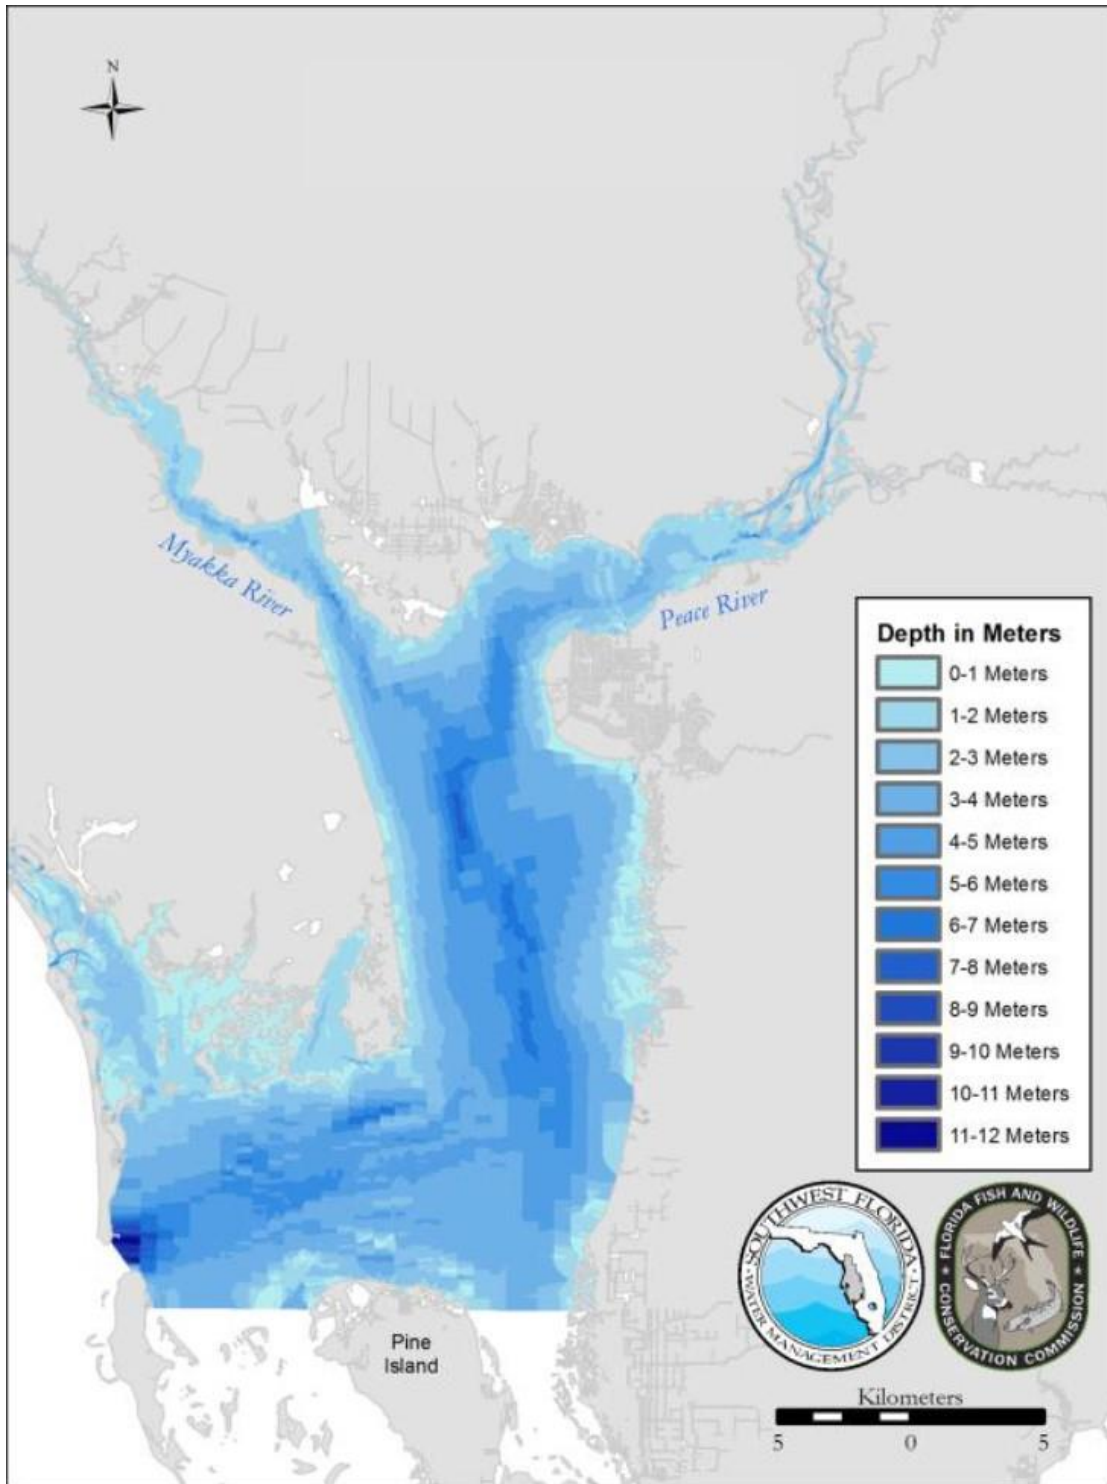 N
Myakka River
Peace River
Depth in Meters
0-1 Meters
1-2 Meters
2-3 Meters
3-4 Meters
4-5 Meters
5-6 Meters
6-7 Meters
7-8 Meters
8-9 Meters
9-10 Meters
10-11 Meters
11-12 Meters
SOUTHWEST FLORIDA
WATER MANAGEMENT DISTRICT
FLORIDA FISH AND WILDLIFE
CONSERVATION COMMISSION
Pine
Island
Kilometers
5 0 5